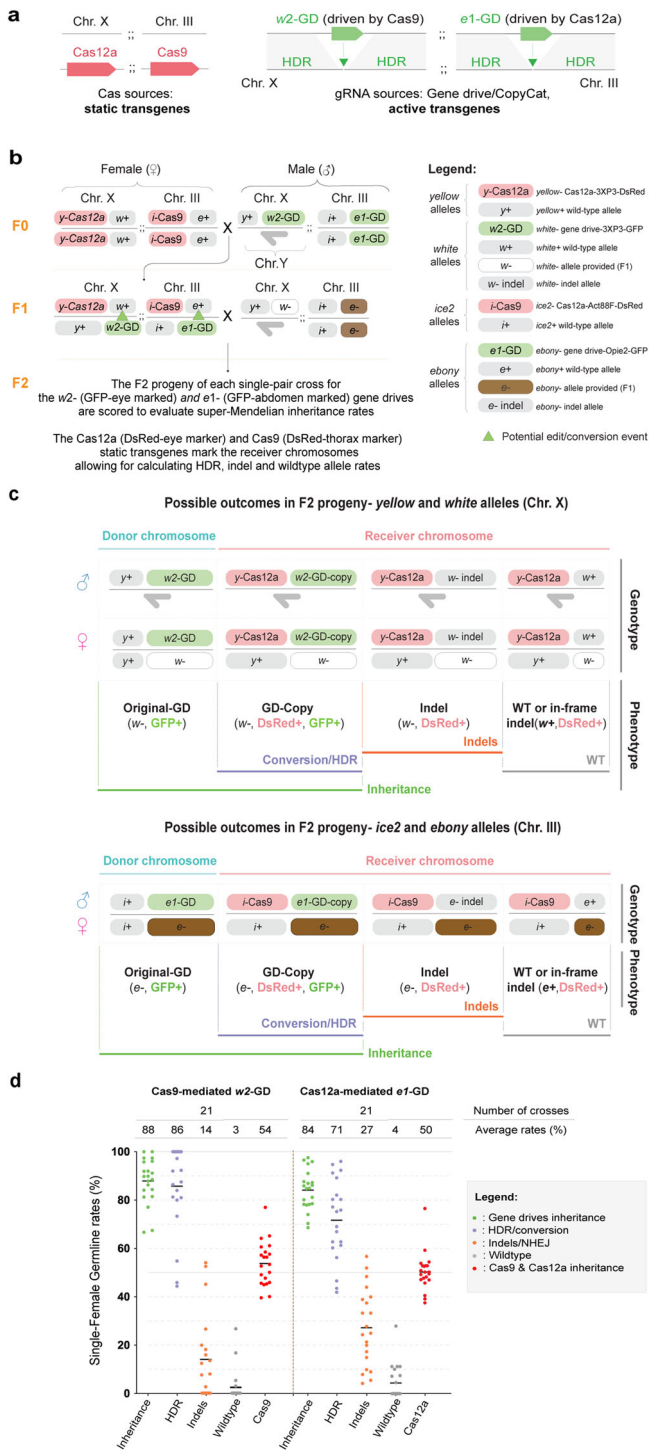 a
Chr. X ;; Chr. III
Cas12a ;; Cas9
Cas sources:
static transgenes
w2-GD (driven by Cas9) e1-GD (driven by Cas12a)
HDR HDR ;; HDR HDR
Chr. X Chr. III
gRNA sources: Gene drive/CopyCat,
active transgenes
b
Female (♀) Male (♂)
Chr. X Chr. III Chr. X Chr. III
F0
y-Cas12a w+ ;; i-Cas9 e+ X y+ w2-GD ;; i+ e1-GD
y-Cas12a w+ i-Cas9 e+ i+ e1-GD
Chr.Y
F1
y-Cas12a w+ ;; i-Cas9 e+ X y+ w- ;; i+ e-
y+ w2-GD i+ e1-GD i+ e-
F2
The F2 progeny of each single-pair cross for
the w2- (GFP-eye marked) and e1- (GFP-abdomen marked) gene drives
are scored to evaluate super-Mendelian inheritance rates
The Cas12a (DsRed-eye marker) and Cas9 (DsRed-thorax marker)
static transgenes mark the receiver chromosomes
allowing for calculating HDR, indel and wildtype allele rates
Legend:
yellow alleles
y-Cas12a yellow- Cas12a-3XP3-DsRed
y+ yellow+ wild-type allele
white alleles
w2-GD white- gene drive-3XP3-GFP
w+ white+ wild-type allele
w- white- allele provided (F1)
w- indel white- indel allele
ice2 alleles
i-Cas9 ice2- Cas12a-Act88F-DsRed
i+ ice2+ wild-type allele
ebony alleles
e1-GD ebony- gene drive-Opie2-GFP
e+ ebony+ wild-type allele
e- ebony- allele provided (F1)
e- indel ebony- indel allele
Potential edit/conversion event
c
Possible outcomes in F2 progeny- yellow and white alleles (Chr. X)
Donor chromosome Receiver chromosome
♂ y+ w2-GD y-Cas12a w2-GD-copy y-Cas12a w- indel y-Cas12a w+
♀ y+ w2-GD y-Cas12a w2-GD-copy y-Cas12a w- indel y-Cas12a w+
y+ w- y+ w- y+ w- y+ w-
Genotype
Original-GD GD-Copy Indel WT or in-frame
(w-, GFP+) (w-, DsRed+, GFP+) (w-, DsRed+) indel(w+,DsRed+)
Indels
Conversion/HDR WT
Inheritance
Phenotype
Possible outcomes in F2 progeny- ice2 and ebony alleles (Chr. III)
Donor chromosome Receiver chromosome
♂ i+ e1-GD i-Cas9 e1-GD-copy i-Cas9 e- indel i-Cas9 e+
♀ i+ e- i+ e- i+ e- i+ e-
Genotype
Original-GD GD-Copy Indel WT or in-frame
(e-, GFP+) (e-, DsRed+, GFP+) (e-, DsRed+) indel (e+,DsRed+)
Indels
Conversion/HDR WT
Inheritance
Phenotype
d
Cas9-mediated w2-GD Cas12a-mediated e1-GD
21 21 Number of crosses
88 86 14 3 54 84 71 27 4 50 Average rates (%)
Single-Female Germline rates (%)
100
80
60
40
20
0
Inheritance HDR Indels Wildtype Cas9 Inheritance HDR Indels Wildtype Cas12a
Legend:
: Gene drives inheritance
: HDR/conversion
: Indels/NHEJ
: Wildtype
: Cas9 & Cas12a inheritance